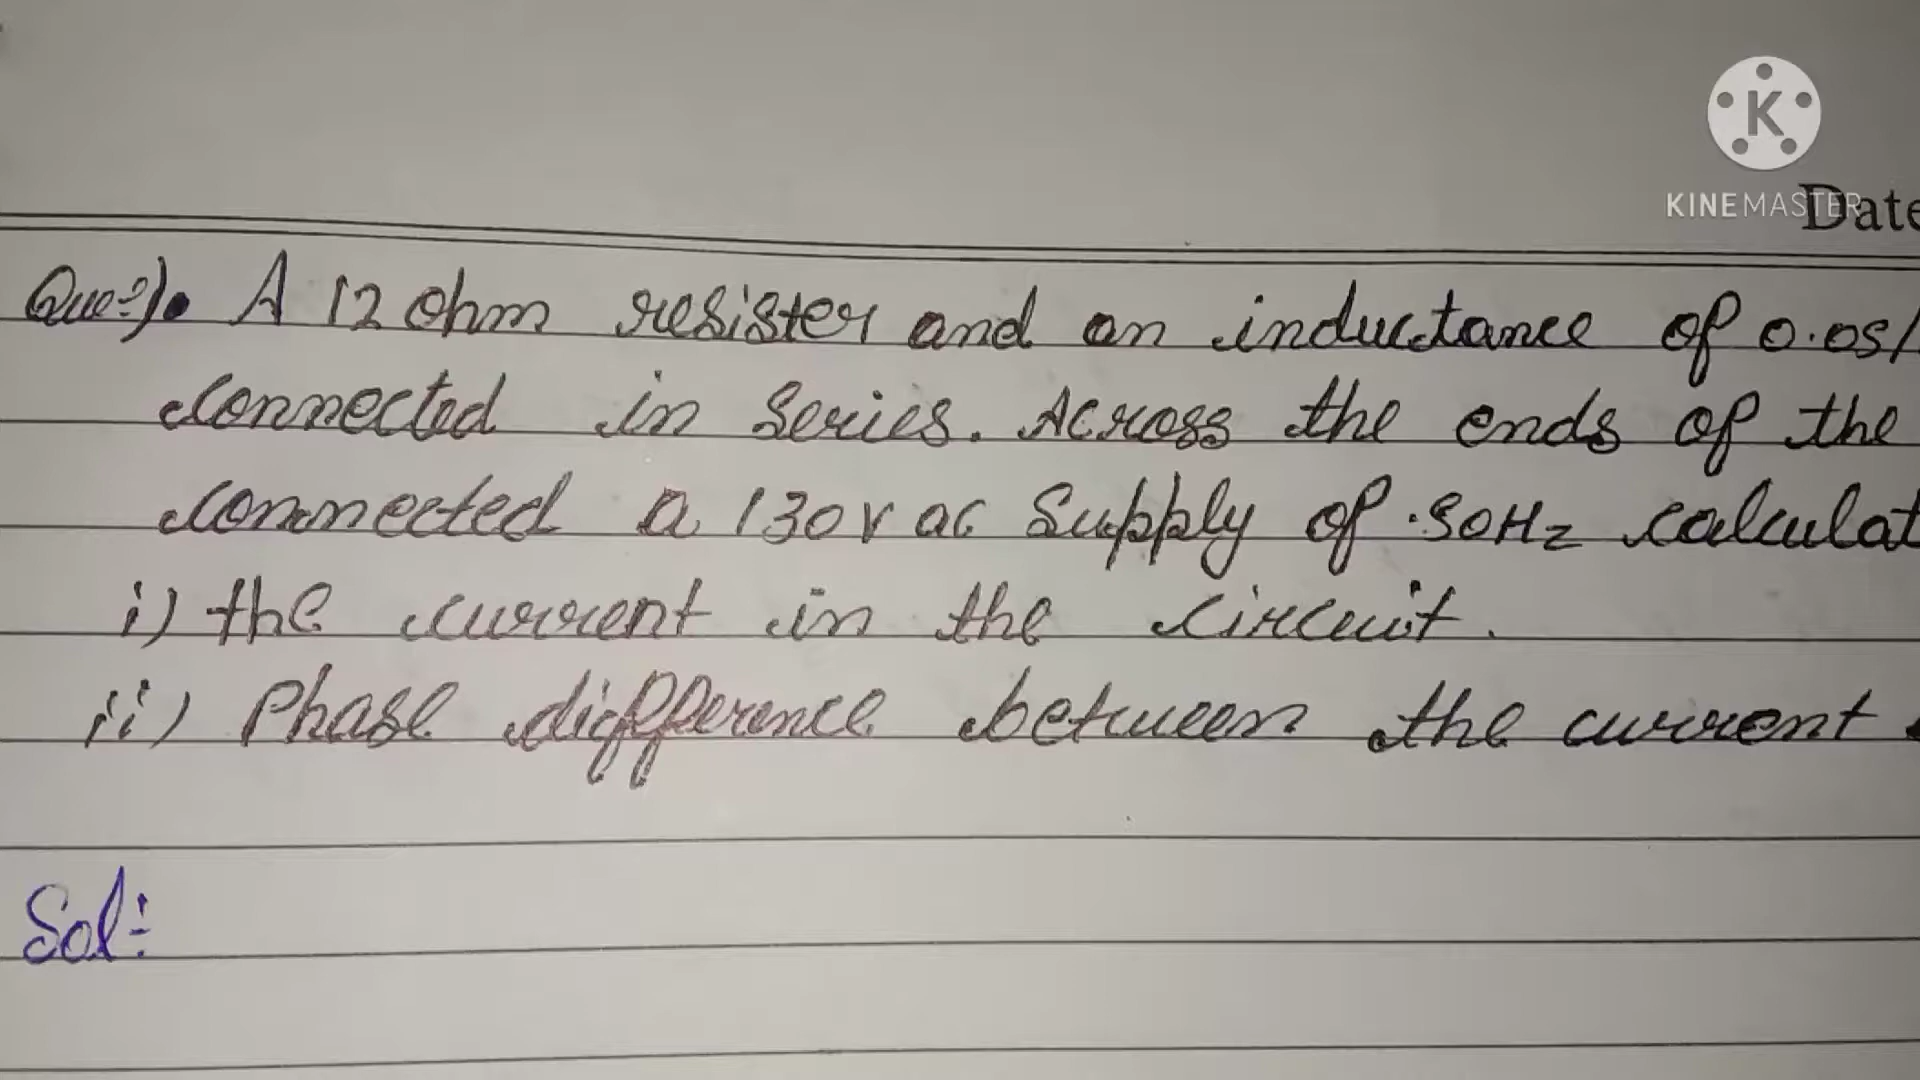 K
KINEMASTER
Date
Que:). A 12 ohm resister and an inductance of 0.05
connected in series. Across the ends of the
connected a 130v ac supply of .50Hz calculat
i) the current in the circuit.
ii) Phase difference between the current
Sol: